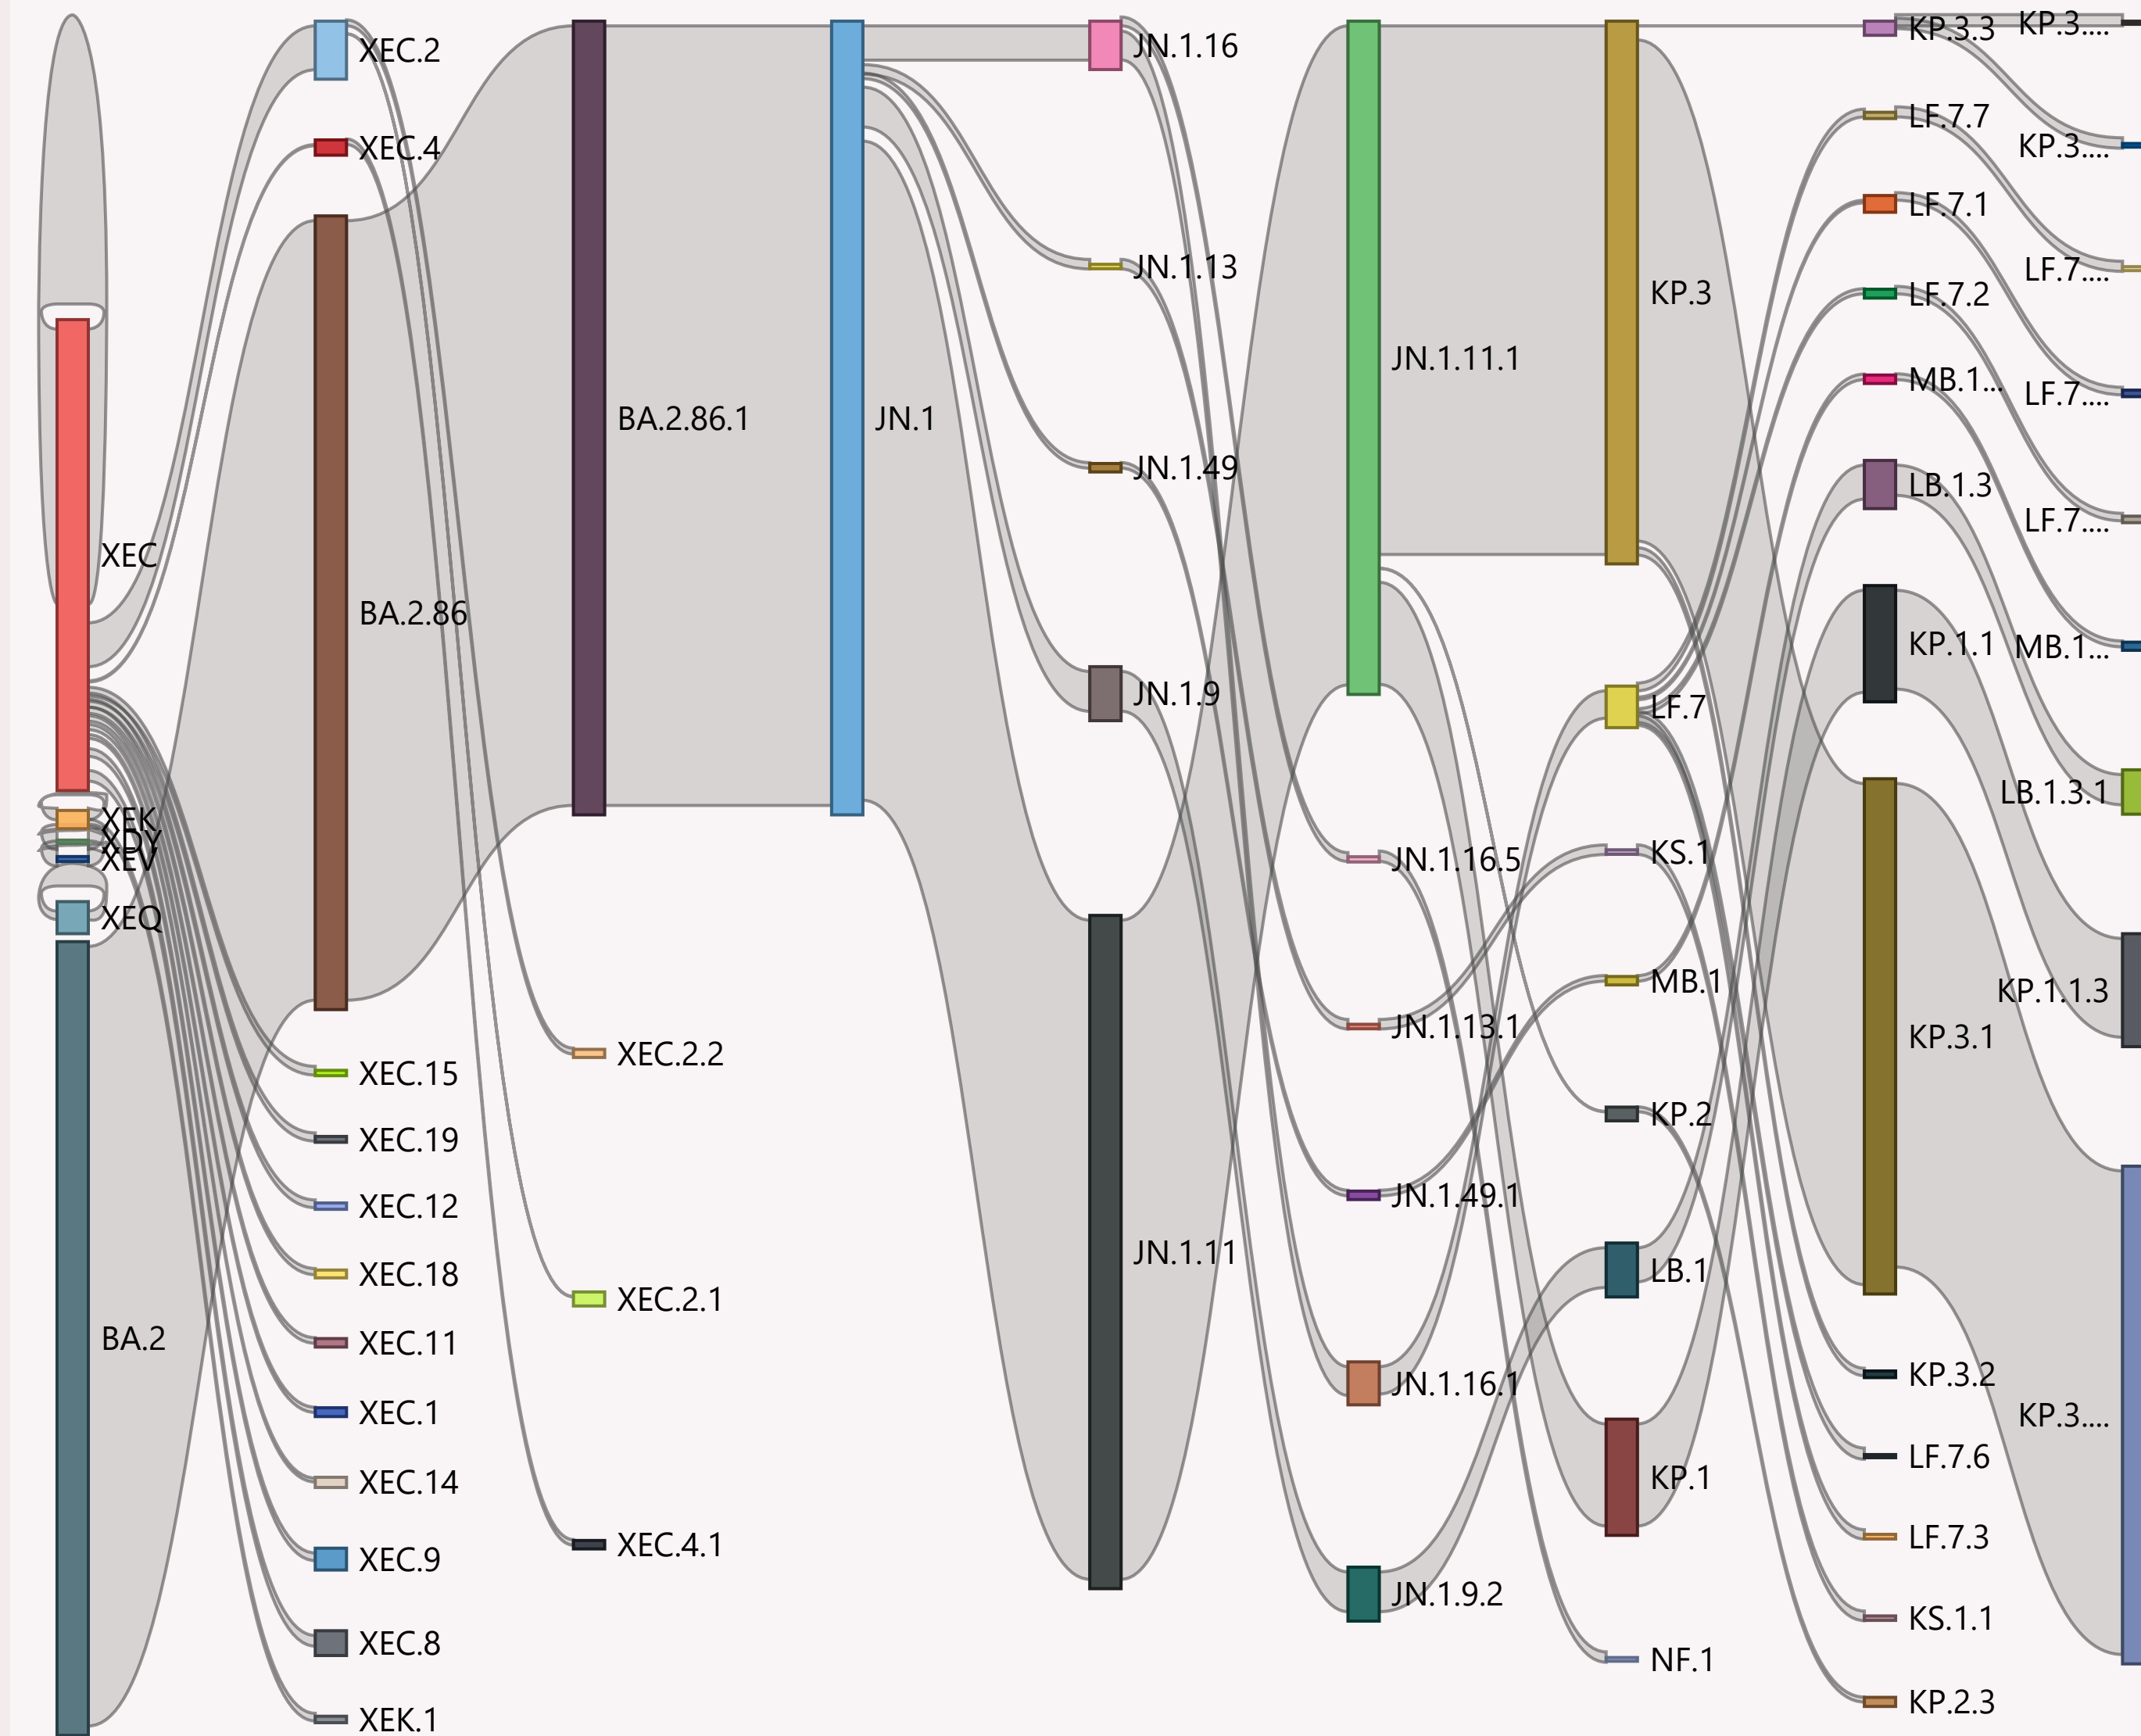 XEC
XEK
XDY
XEV
XEQ
BA.2
XEC.2
XEC.4
BA.2.86
XEC.15
XEC.19
XEC.12
XEC.18
XEC.11
XEC.1
XEC.14
XEC.9
XEC.8
XEK.1
BA.2.86.1
XEC.2.2
XEC.2.1
XEC.4.1
JN.1
JN.1.16
JN.1.13
JN.1.49
JN.1.9
JN.1.11
JN.1.11.1
JN.1.16.5
JN.1.13.1
JN.1.49.1
JN.1.16.1
JN.1.9.2
KP.3
LF.7
KS.1
MB.1
KP.2
LB.1
KP.1
NF.1
KP.3.3
LF.7.7
LF.7.1
LF.7.2
MB.1...
LB.1.3
KP.1.1
KP.3.1
KP.3.2
LF.7.6
LF.7.3
KS.1.1
KP.2.3
KP.3....
KP.3....
LF.7....
LF.7....
LF.7....
MB.1...
LB.1.3.1
KP.1.1.3
KP.3....